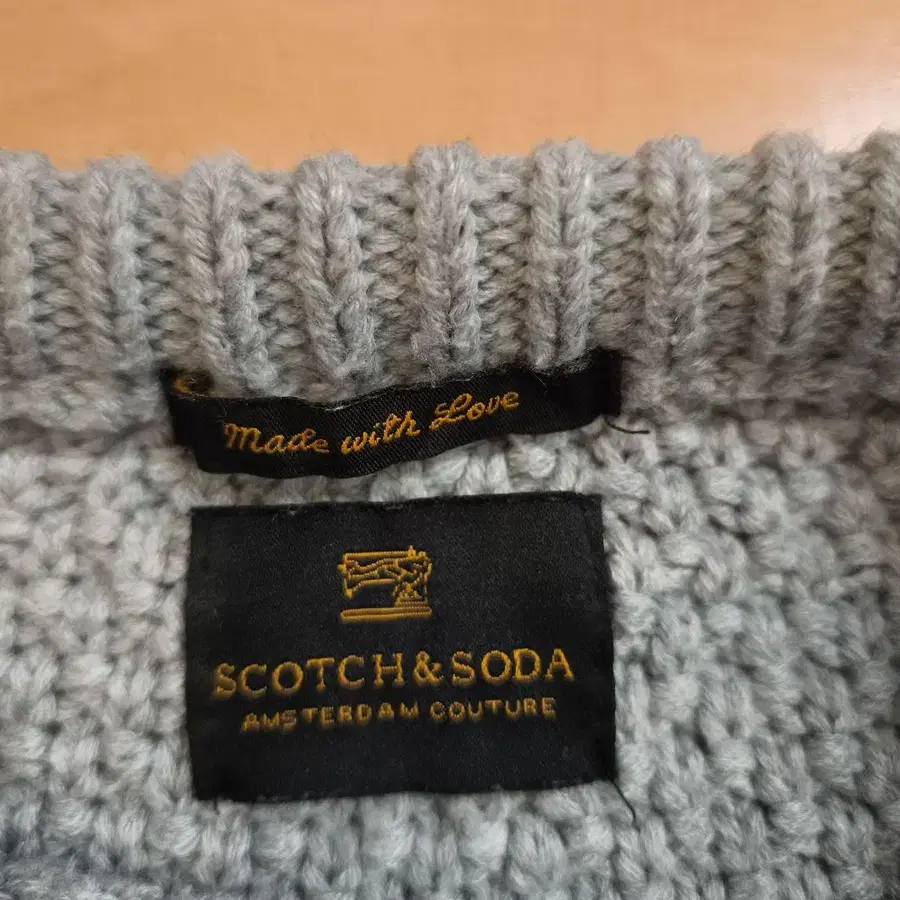 Made with Love
SCOTCH & SODA
AMSTERDAM COUTURE